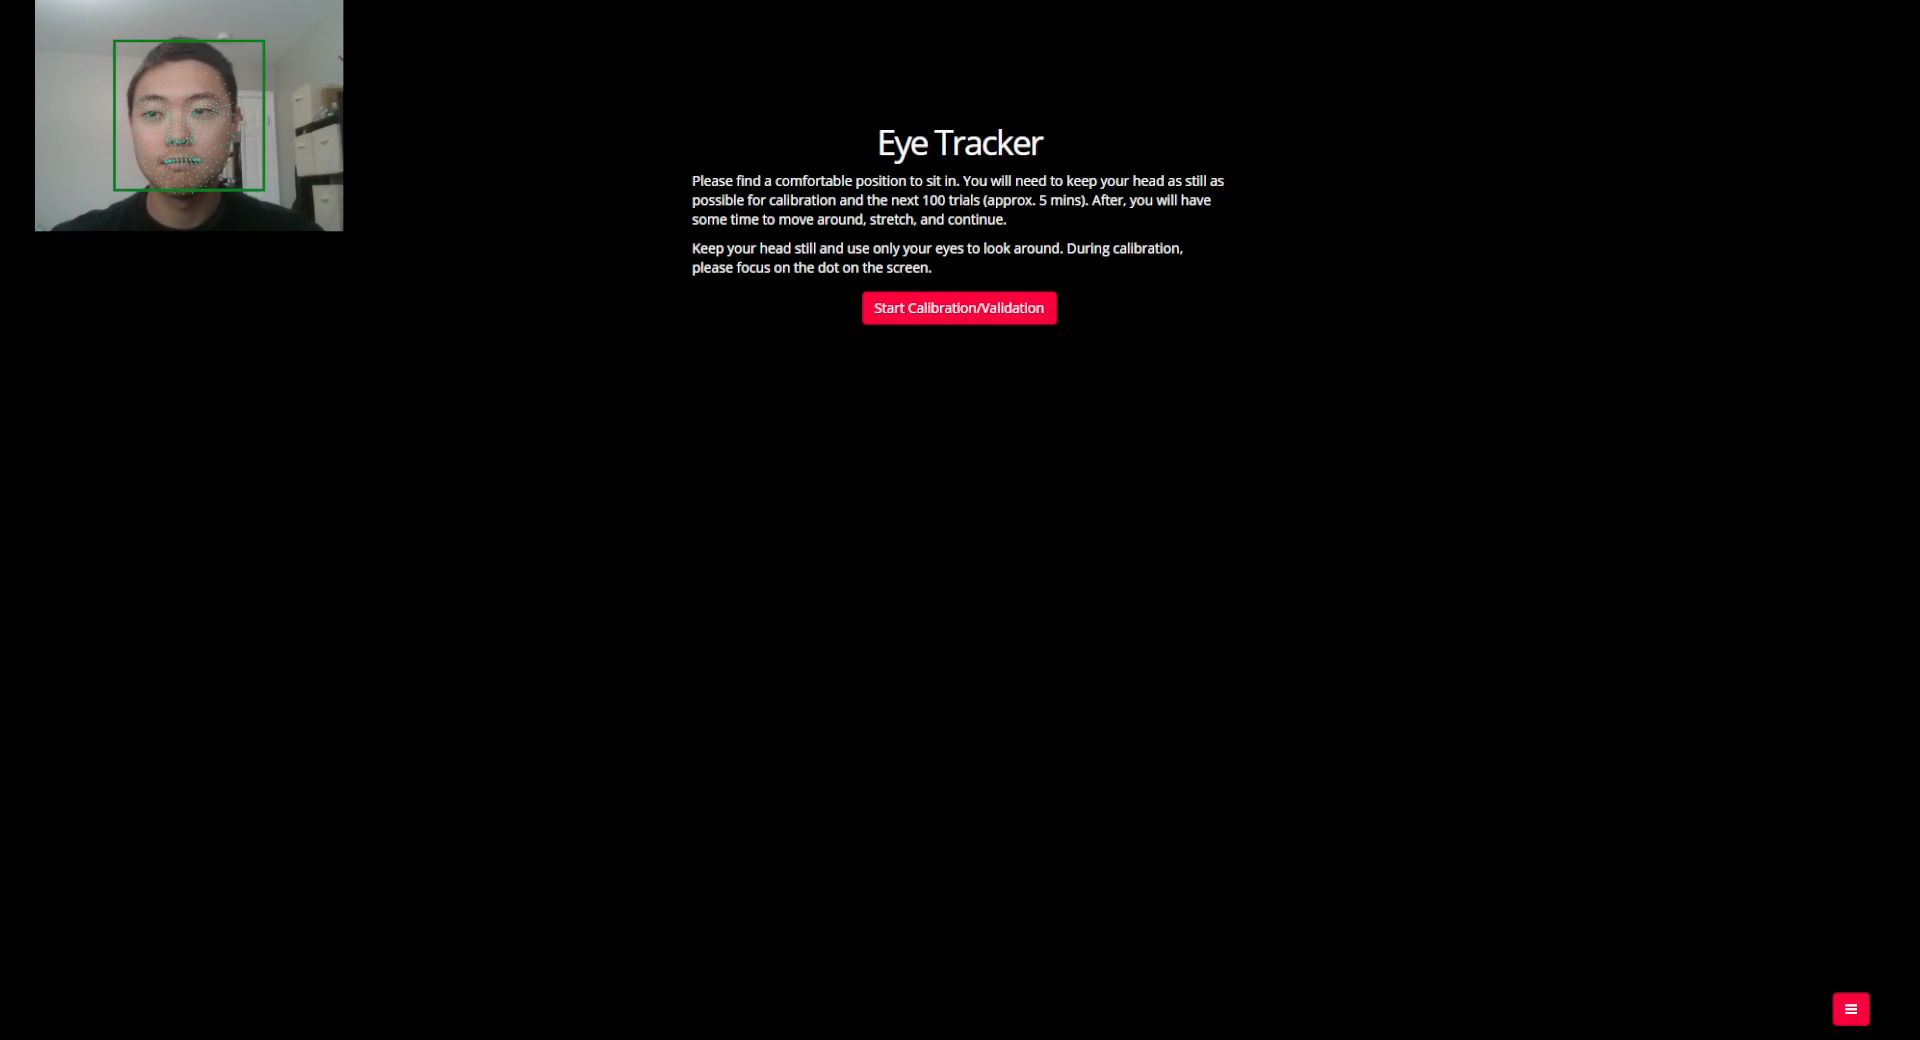 Eye Tracker
Please find a comfortable position to sit in. You will need to keep your head as still as
possible for calibration and the next 100 trials (approx. 5 mins). After, you will have
some time to move around, stretch, and continue.
Keep your head still and use only your eyes to look around. During calibration,
please focus on the dot on the screen.
Start Calibration/Validation